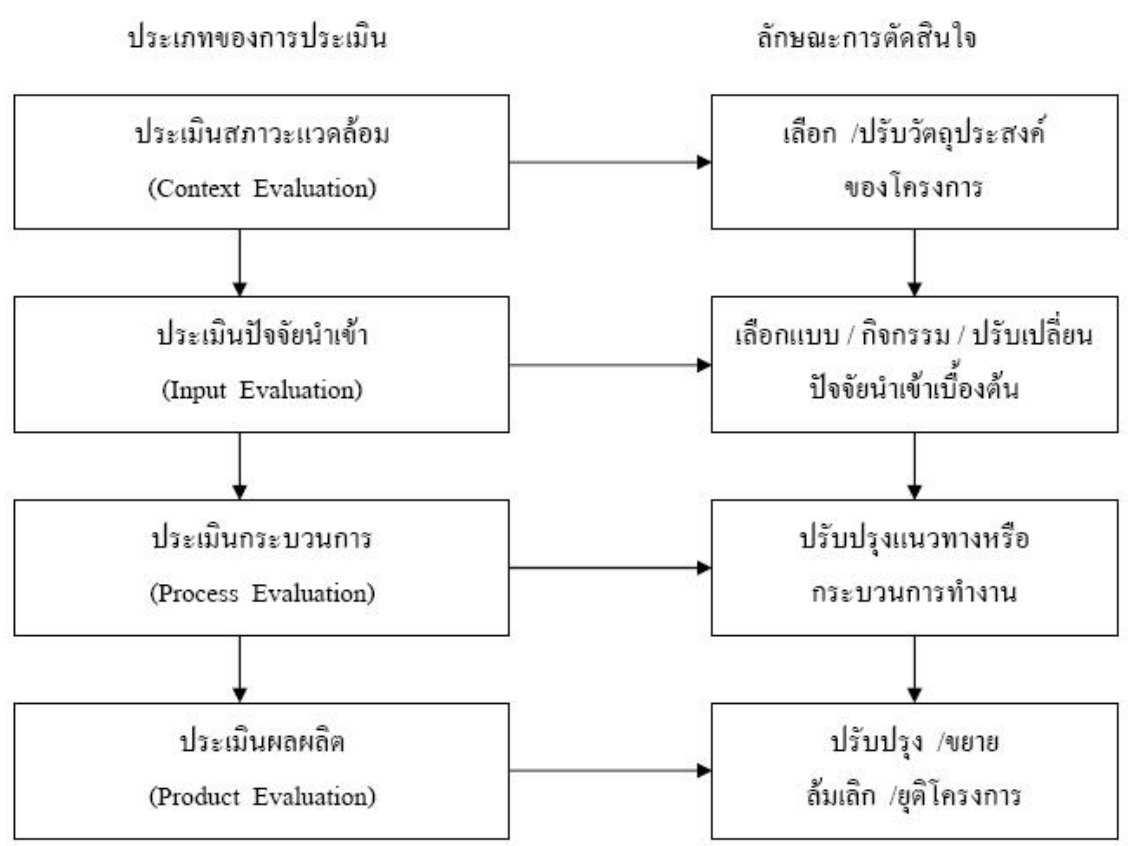 ประเภทของการประเมิน
ลักษณะการตัดสินใจ
ประเมินสภาวะแวดล้อม
(Context Evaluation)
เลือก /ปรับวัตถุประสงค์
ของโครงการ
ประเมินปัจจัยนำเข้า
(Input Evaluation)
เลือกแบบ / กิจกรรม / ปรับเปลี่ยน
ปัจจัยนำเข้าเบื้องต้น
ประเมินกระบวนการ
(Process Evaluation)
ปรับปรุงแนวทางหรือ
กระบวนการทำงาน
ประเมินผลผลิต
(Product Evaluation)
ปรับปรุง /ขยาย
ล้มเลิก /ยุติโครงการ